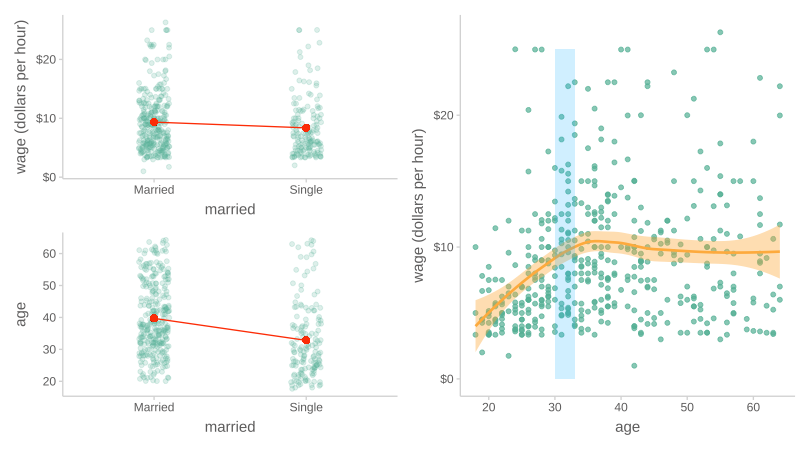 wage (dollars per hour)
$20
$10
$0
Married
Single
married
age
60
50
40
30
20
Married
Single
married
wage (dollars per hour)
$20
$10
$0
20
30
40
50
60
age